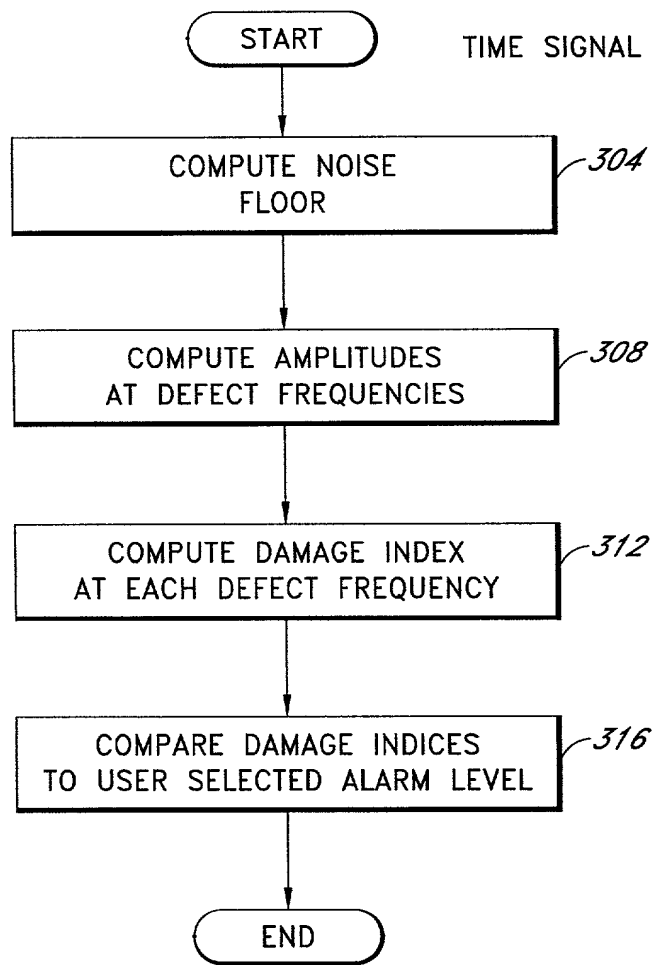 START
TIME SIGNAL
COMPUTE NOISE
FLOOR
304
COMPUTE AMPLITUDES
AT DEFECT FREQUENCIES
308
COMPUTE DAMAGE INDEX
AT EACH DEFECT FREQUENCY
312
COMPARE DAMAGE INDICES
TO USER SELECTED ALARM LEVEL
316
END